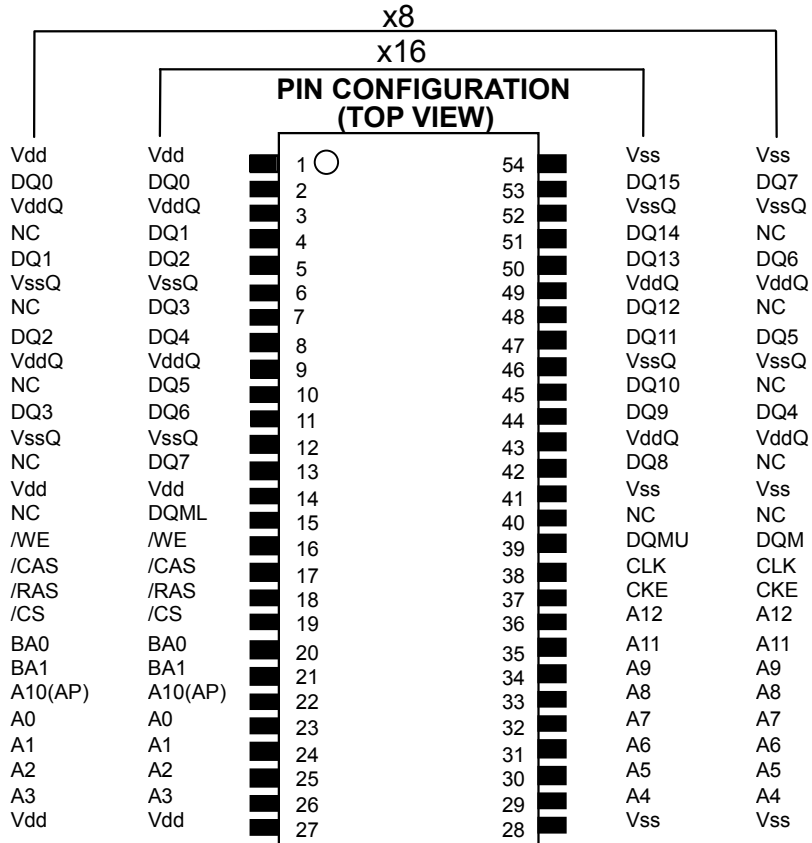 x8
x16
PIN CONFIGURATION
(TOP VIEW)
Vdd Vdd 1 54 Vss Vss
DQ0 DQ0 2 53 DQ15 DQ7
VddQ VddQ 3 52 VssQ VssQ
NC DQ1 4 51 DQ14 NC
DQ1 DQ2 5 50 DQ13 DQ6
VssQ VssQ 6 49 VddQ VddQ
NC DQ3 7 48 DQ12 NC
DQ2 DQ4 8 47 DQ11 DQ5
VddQ VddQ 9 46 VssQ VssQ
NC DQ5 10 45 DQ10 NC
DQ3 DQ6 11 44 DQ9 DQ4
VssQ VssQ 12 43 VddQ VddQ
NC DQ7 13 42 DQ8 NC
Vdd Vdd 14 41 Vss Vss
NC DQML 15 40 NC NC
/WE /WE 16 39 DQMU DQM
/CAS /CAS 17 38 CLK CLK
/RAS /RAS 18 37 CKE CKE
/CS /CS 19 36 A12 A12
BA0 BA0 20 35 A11 A11
BA1 BA1 21 34 A9 A9
A10(AP) A10(AP) 22 33 A8 A8
A0 A0 23 32 A7 A7
A1 A1 24 31 A6 A6
A2 A2 25 30 A5 A5
A3 A3 26 29 A4 A4
Vdd Vdd 27 28 Vss Vss